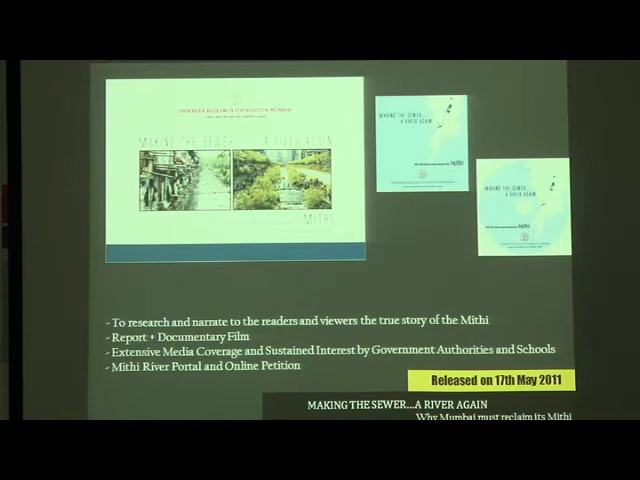 OBSERVER RESEARCH FOUNDATION MUMBAI
MAKING THE SEWER... A RIVER AGAIN
MITHI
MAKING THE SEWER...
A RIVER AGAIN
MITHI
MAKING THE SEWER...
A RIVER AGAIN
MITHI
- To research and narrate to the readers and viewers the true story of the Mithi
- Report + Documentary Film
- Extensive Media Coverage and Sustained Interest by Government Authorities and Schools
- Mithi River Portal and Online Petition
Released on 17th May 2011
MAKING THE SEWER...A RIVER AGAIN
Why Mumbai must reclaim its Mithi